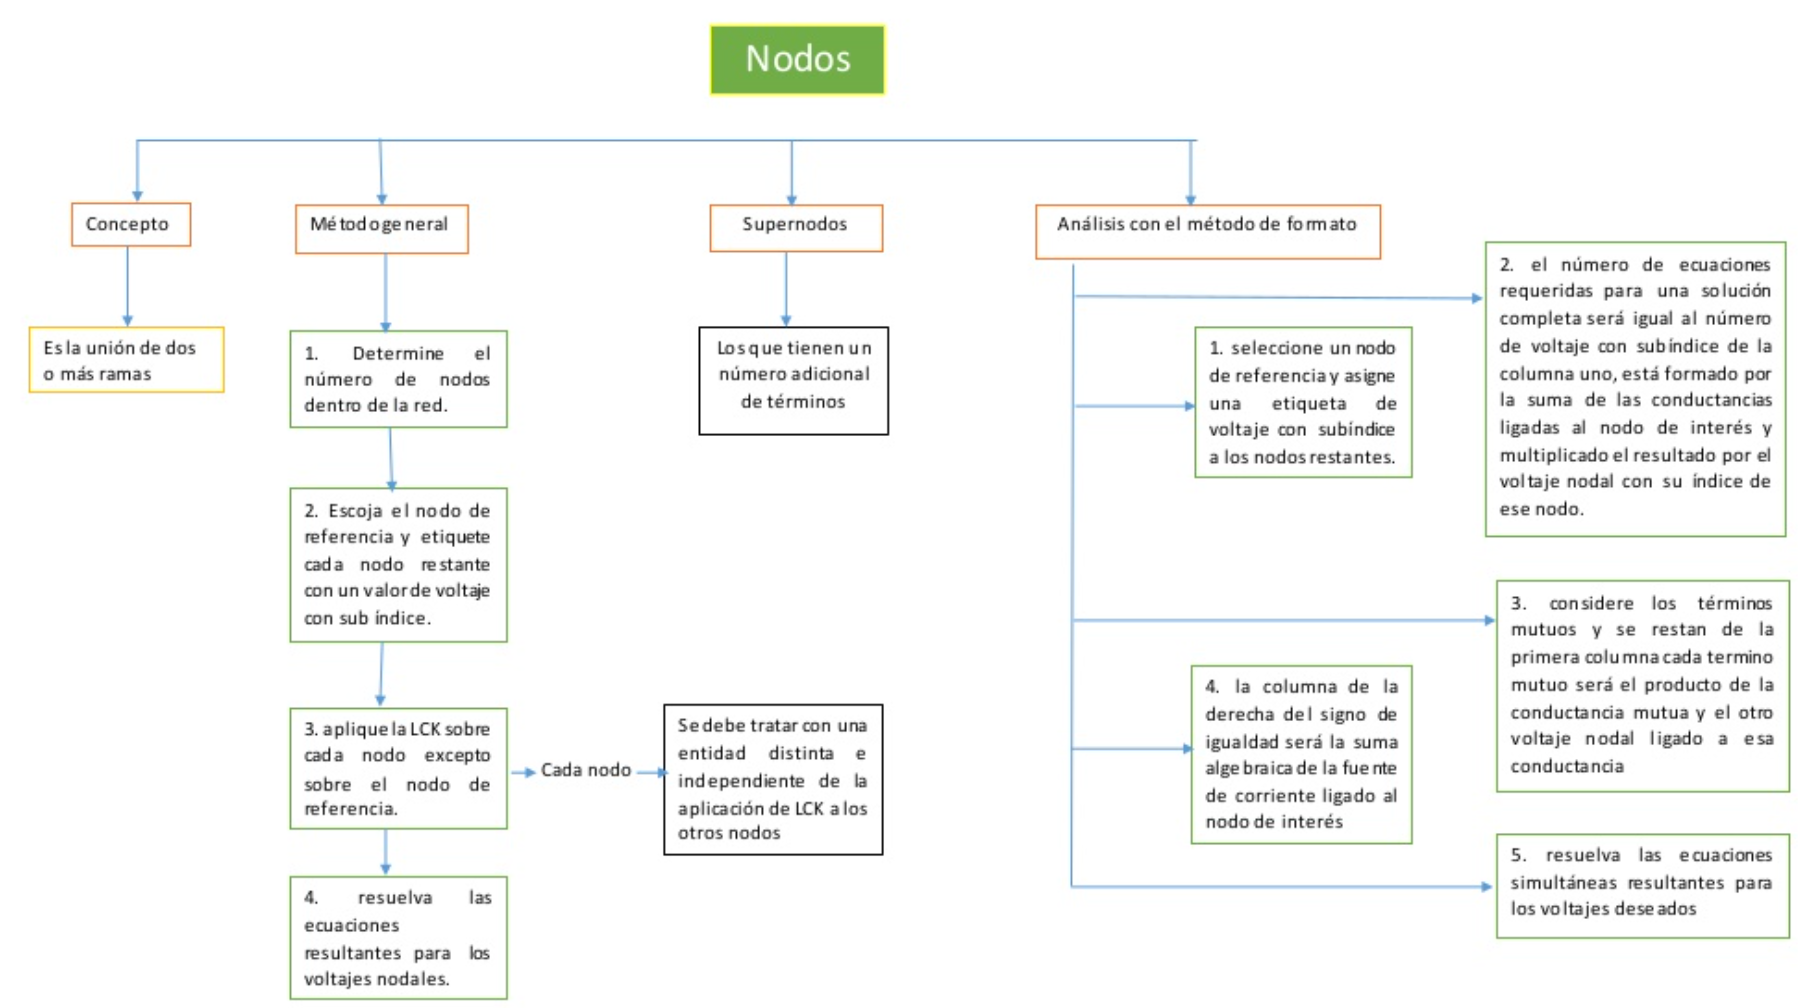 Nodos
Concepto
Es la unión de dos
o más ramas
Método general
1. Determine el
número de nodos
dentro de la red.
2. Escoja el nodo de
referencia y etiquete
cada nodo restante
con un valor de voltaje
con sub índice.
3. aplique la LCK sobre
cada nodo excepto
sobre el nodo de
referencia.
Cada nodo
Se debe tratar con una
entidad distinta e
independiente de la
aplicación de LCK a los
otros nodos
4. resuelva las
ecuaciones
resultantes para los
voltajes nodales.
Supernodos
Los que tienen un
número adicional
de términos
Análisis con el método de formato
1. seleccione un nodo
de referencia y asigne
una etiqueta de
voltaje con subíndice
a los nodos restantes.
2. el número de ecuaciones
requeridas para una solución
completa será igual al número
de voltaje con subíndice de la
columna uno, está formado por
la suma de las conductancias
ligadas al nodo de interés y
multiplicado el resultado por el
voltaje nodal con su índice de
ese nodo.
3. considere los términos
mutuos y se restan de la
primera columna cada termino
mutuo será el producto de la
conductancia mutua y el otro
voltaje nodal ligado a esa
conductancia
4. la columna de la
derecha del signo de
igualdad será la suma
algebraica de la fuente
de corriente ligado al
nodo de interés
5. resuelva las ecuaciones
simultáneas resultantes para
los voltajes deseados